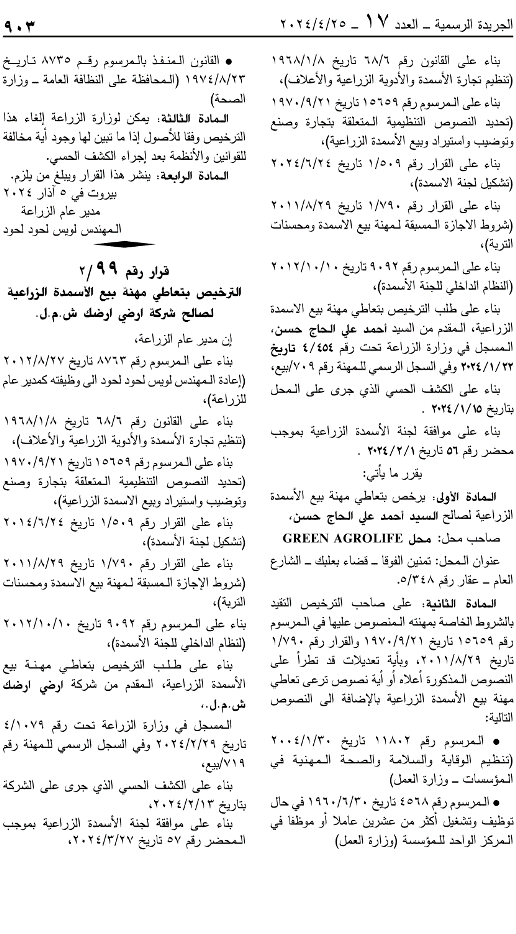 الجريدة الرسمية ـ العدد ١٧ ـ ٢٠٢٤/٤/٢٥
٩٠٣
بناء على القانون رقم ٦٨/٦ تاريخ ١٩٦٨/١/٨
(تنظيم تجارة الأسمدة والأدوية الزراعية والأعلاف)،
بناء على المرسوم رقم ١٥٦٥٩ تاريخ ١٩٧٠/٩/٢١
(تحديد النصوص التنظيمية المتعلقة بتجارة وصنع
وتوضيب واستيراد وبيع الأسمدة الزراعية)،
بناء على القرار رقم ١/٥٠٩ تاريخ ٢٠٢٤/٦/٢٤
(تشكيل لجنة الاسمدة)،
بناء على القرار رقم ١/٧٩٠ تاريخ ٢٠١١/٨/٢٩
(شروط الاجازة المسبقة لمهنة بيع الاسمدة ومحسنات
التربة)،
بناء على القرار رقم ٩٠٩٢ تاريخ ٢٠١٢/١٠/١٠
(النظام الداخلي للجنة الأسمدة)،
بناء على طلب الترخيص بتعاطي مهنة بيع الاسمدة
الزراعية، المقدم من السيد أحمد علي الحاج حسن،
المسجل في وزارة الزراعة تحت رقم ٤/٤٥٤ تاريخ
٢٠٢٤/١/٢٢ وفي السجل الرسمي للمهنة رقم ٧٠٩/بيع،
بناء على الكشف الحسي الذي جرى على المحل
بتاريخ ٢٠٢٤/١/١٥ .
بناء على موافقة لجنة الأسمدة الزراعية بموجب
محضر رقم ٥٦ تاريخ ٢٠٢٤/٢/١ .
يقرر ما يأتي:
المادة الأولى: يرخص بتعاطي مهنة بيع الأسمدة
الزراعية لصالح السيد أحمد علي الحاج حسن،
صاحب محل: محل GREEN AGROLIFE
عنوان المحل: تمنين الفوقا ـ قضاء بعلبك ـ الشارع
العام ـ عقار رقم ٥/٣٤٨.
المادة الثانية: على صاحب الترخيص التقيد
بالشروط الخاصة بمهنته المنصوص عليها في المرسوم
رقم ١٥٦٥٩ تاريخ ١٩٧٠/٩/٢١ والقرار رقم ١/٧٩٠
تاريخ ٢٠١١/٨/٢٩، وبأية تعديلات قد تطرأ على
النصوص المذكورة أعلاه أو أية نصوص ترعى تعاطي
مهنة بيع الأسمدة الزراعية بالإضافة الى النصوص
التالية:
• المرسوم رقم ١١٨٠٢ تاريخ ٢٠٠٤/١/٣٠
(تنظيم الوقاية والسلامة والصحة المهنية في
المؤسسات ـ وزارة العمل)
• المرسوم رقم ٤٥٦٨ تاريخ ١٩٦٠/٦/٣٠ في حال
توظيف وتشغيل أكثر من عشرين عاملا أو موظفا في
المركز الواحد للمؤسسة (وزارة العمل)
• القانون المنفذ بالمرسوم رقم ٨٧٣٥ تاريخ
١٩٧٤/٨/٢٣ (المحافظة على النظافة العامة ـ وزارة
الصحة)
المادة الثالثة: يمكن لوزارة الزراعة إلغاء هذا
الترخيص وفقا للأصول إذا ما تبين لها وجود أية مخالفة
للقوانين والأنظمة بعد إجراء الكشف الحسي.
المادة الرابعة: ينشر هذا القرار ويبلغ من يلزم.
بيروت في ٥ آذار ٢٠٢٤
مدير عام الزراعة
المهندس لويس لحود لحود
قرار رقم ٢/٩٩
الترخيص بتعاطي مهنة بيع الأسمدة الزراعية
لصالح شركة ارضي ارضك ش.م.ل.
إن مدير عام الزراعة،
بناء على المرسوم رقم ٨٧٦٣ تاريخ ٢٠١٢/٨/٢٧
(إعادة المهندس لويس لحود لحود الى وظيفته كمدير عام
للزراعة)،
بناء على القانون رقم ٦٨/٦ تاريخ ١٩٦٨/١/٨
(تنظيم تجارة الأسمدة والأدوية الزراعية والأعلاف)،
بناء على المرسوم رقم ١٥٦٥٩ تاريخ ١٩٧٠/٩/٢١
(تحديد النصوص التنظيمية المتعلقة بتجارة وصنع
وتوضيب واستيراد وبيع الاسمدة الزراعية)،
بناء على القرار رقم ١/٥٠٩ تاريخ ٢٠١٤/٦/٢٤
(تشكيل لجنة الأسمدة)،
بناء على القرار رقم ١/٧٩٠ تاريخ ٢٠١١/٨/٢٩
(شروط الإجازة المسبقة لمهنة بيع الاسمدة ومحسنات
التربة)،
بناء على المرسوم رقم ٩٠٩٢ تاريخ ٢٠١٢/١٠/١٠
(لنظام الداخلي للجنة الأسمدة)،
بناء على طلب الترخيص بتعاطي مهنة بيع
الأسمدة الزراعية، المقدم من شركة ارضي ارضك
ش.م.ل.،
المسجل في وزارة الزراعة تحت رقم ٤/١٠٧٩
تاريخ ٢٠٢٤/٢/٢٩ وفي السجل الرسمي للمهنة رقم
٧١٩/بيع،
بناء على الكشف الحسي الذي جرى على الشركة
بتاريخ ٢٠٢٤/٢/١٣،
بناء على موافقة لجنة الأسمدة الزراعية بموجب
المحضر رقم ٥٧ تاريخ ٢٠٢٤/٣/٢٧،